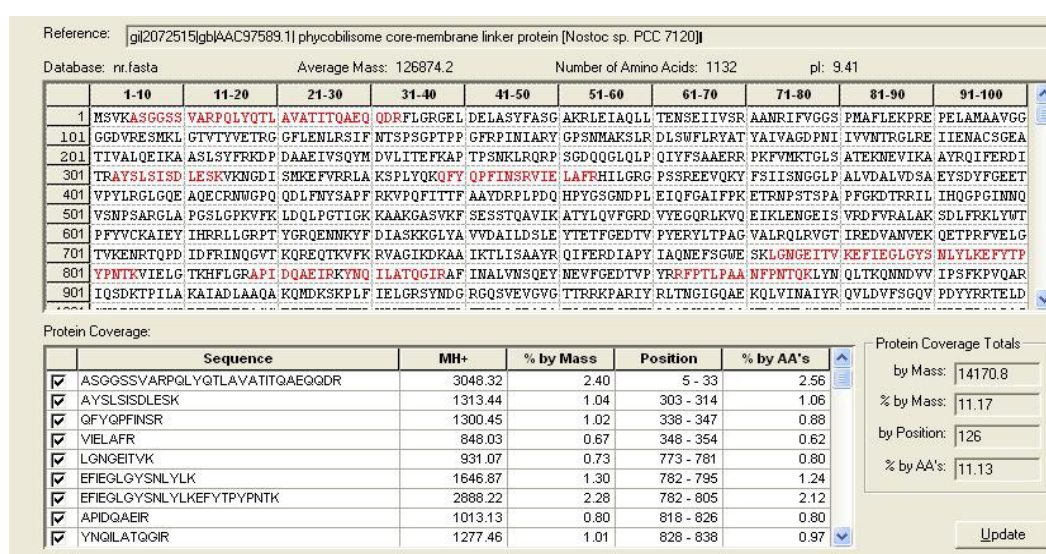 Reference: gi|2072515|gb|AAC97589.1| phycobilisome core-membrane linker protein [Nostoc sp. PCC 7120]|
Database: nr.fasta Average Mass: 126874.2 Number of Amino Acids: 1132 pI: 9.41
1-10 11-20 21-30 31-40 41-50 51-60 61-70 71-80 81-90 91-100
1 MSVKASGGSS VARPQLYQTL AVATITQAEQ QDRFLGRGEL DELASYFASG AKRLEIAQLL TENSEIIVSR AANRIFVGGS PMAFLEKPRE PELAMAAVGG
101 GGDVRESMKL GTVTYVETRG GFLENLRSIF NTSPSGPTPP GFRPINIARY GPSNMAKSLR DLSWFLRYAT YAIVAGDPNI IVVNTRGLRE IIENACSGEA
201 TIVALQEIKA ASLSYFRKDP DAAEIVSQYM DVLITEFKAP TPSNKLRQRP SGDQQGLQLP QIYFSAAERR PKFVMKTGLS ATEKNEVIKA AYRQIFERDI
301 TRAYSLSISD LESKVKNGDI SMKEFVRRLA KSPLYQKQFY QPFINSRVIE LAFRHILGRG PSSREEVQKY FSIISNGGLP ALVDALVDSA EYSDYFGEET
401 VPYLRGLGQE AQECRNWGPQ QDLFNYSAPF RKVPQFITTF AAYDRPLPDQ HPYGSGNDPL EIQFGAIFPK ETRNPSTSPA PFGKDTRRIL IHQGPGINNQ
501 VSNPSARGLA PGSLGPKVFK LDQLPGTIGK KAAKGASVKF SESSTQAVIK ATYLQVFGRD VYEGQRLKVQ EIKLENGEIS VRDFVRALAK SDLFRKLYWT
601 PFYVCKAIEY IHRRLLGRPT YGRQENNKYF DIASKKGLYA VVDAILDSLE YTETFGEDTV PYERYLTPAG VALRQLRVGT IREDVANVEK QETPRFVELG
701 TVKENRTQPD IDFRINQGVT KQREQTKVFK RVAGIKDKAA IKTLISAAYR QIFERDIAPY IAQNEFSGWE SKLGNGEITV KEFIEGLGYS NLYLKEFYTP
801 YPNTKVIELG TKHFLGRAPI DQAEIRKYNQ ILATQGIRAF INALVNSQEY NEVFGEDTVP YRRFPTLPAA NFPNTQKLYN QLTKQNNDVV IPSFKPVQAR
901 IQSDKTPILA KAIADLAAQA KQMDKSKPLF IELGRSYNDG RGQSVEVGVG TTRRKPARIY RLTNGIGQAE KQLVINAIYR QVLDVFSGQV PDYYRRTELD
Protein Coverage:
Sequence MH+ % by Mass Position % by AA's
ASGGSSVARPQLYQTLAVATITQAEQQDR 3048.32 2.40 5 - 33 2.56
AYSLSISDLESK 1313.44 1.04 303 - 314 1.06
QFYQPFINSR 1300.45 1.02 338 - 347 0.88
VIELAFR 848.03 0.67 348 - 354 0.62
LGNGEITVK 931.07 0.73 773 - 781 0.80
EFIEGLGYSNLYLK 1646.87 1.30 782 - 795 1.24
EFIEGLGYSNLYLKEFYTPYPNTK 2888.22 2.28 782 - 805 2.12
APIDQAEIR 1013.13 0.80 818 - 826 0.80
YNQILATQGIR 1277.46 1.01 828 - 838 0.97
Protein Coverage Totals
by Mass: 14170.8
% by Mass: 11.17
by Position: 126
% by AA's: 11.13
Update